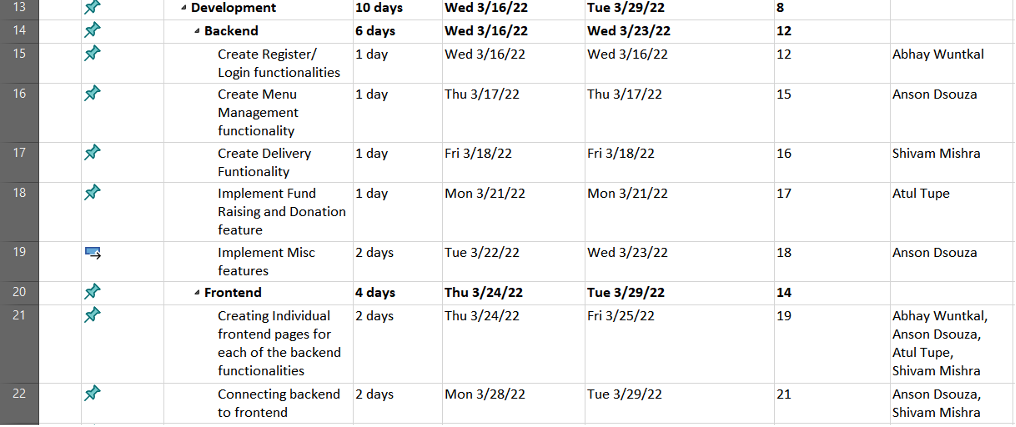 13 Development 10 days Wed 3/16/22 Tue 3/29/22 8
14 Backend 6 days Wed 3/16/22 Wed 3/23/22 12
15 Create Register/ 1 day Wed 3/16/22 Wed 3/16/22 12 Abhay Wuntkal
Login functionalities
16 Create Menu 1 day Thu 3/17/22 Thu 3/17/22 15 Anson Dsouza
Management
functionality
17 Create Delivery 1 day Fri 3/18/22 Fri 3/18/22 16 Shivam Mishra
Funtionality
18 Implement Fund 1 day Mon 3/21/22 Mon 3/21/22 17 Atul Tupe
Raising and Donation
feature
19 Implement Misc 2 days Tue 3/22/22 Wed 3/23/22 18 Anson Dsouza
features
20 Frontend 4 days Thu 3/24/22 Tue 3/29/22 14
21 Creating Individual 2 days Thu 3/24/22 Fri 3/25/22 19 Abhay Wuntkal,
frontend pages for Anson Dsouza,
each of the backend Atul Tupe,
functionalities Shivam Mishra
22 Connecting backend 2 days Mon 3/28/22 Tue 3/29/22 21 Anson Dsouza,
to frontend Shivam Mishra